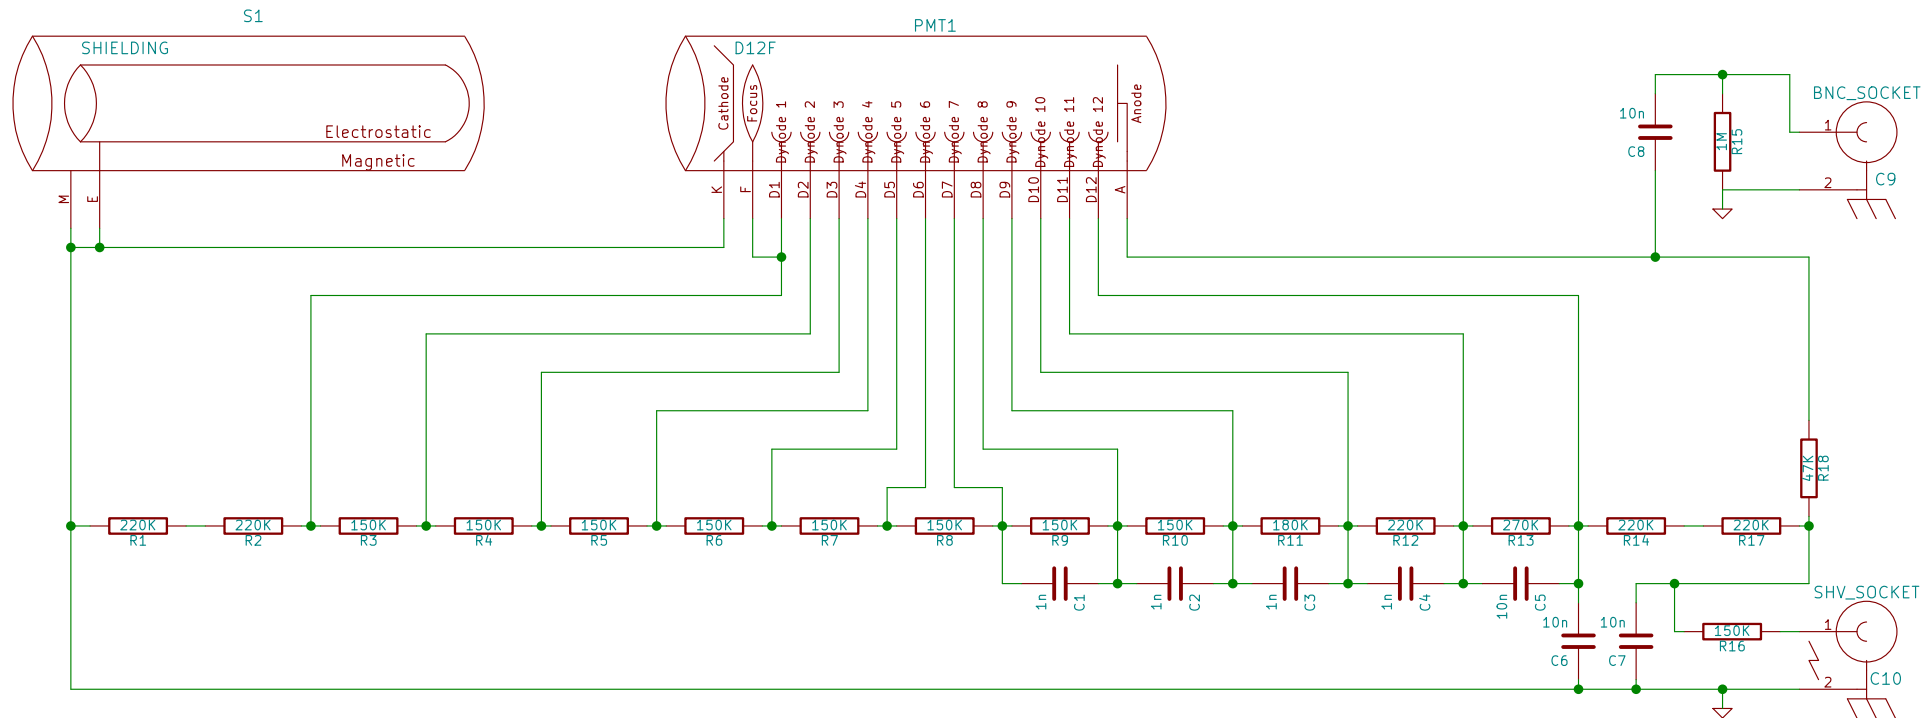 S1
SHIELDING
Electrostatic
Magnetic
M
E
PMT1
D12F
Cathode
Focus
Dynode 1
Dynode 2
Dynode 3
Dynode 4
Dynode 5
Dynode 6
Dynode 7
Dynode 8
Dynode 9
Dynode 10
Dynode 11
Dynode 12
Anode
K
F
D1
D2
D3
D4
D5
D6
D7
D8
D9
D10
D11
D12
A
10n
C8
1M
R15
BNC_SOCKET
1
2
C9
47K
R18
220K
R1
220K
R2
150K
R3
150K
R4
150K
R5
150K
R6
150K
R7
150K
R8
150K
R9
150K
R10
180K
R11
220K
R12
270K
R13
220K
R14
220K
R17
1n
C1
1n
C2
1n
C3
1n
C4
10n
C5
10n
C6
10n
C7
150K
R16
SHV_SOCKET
1
2
C10